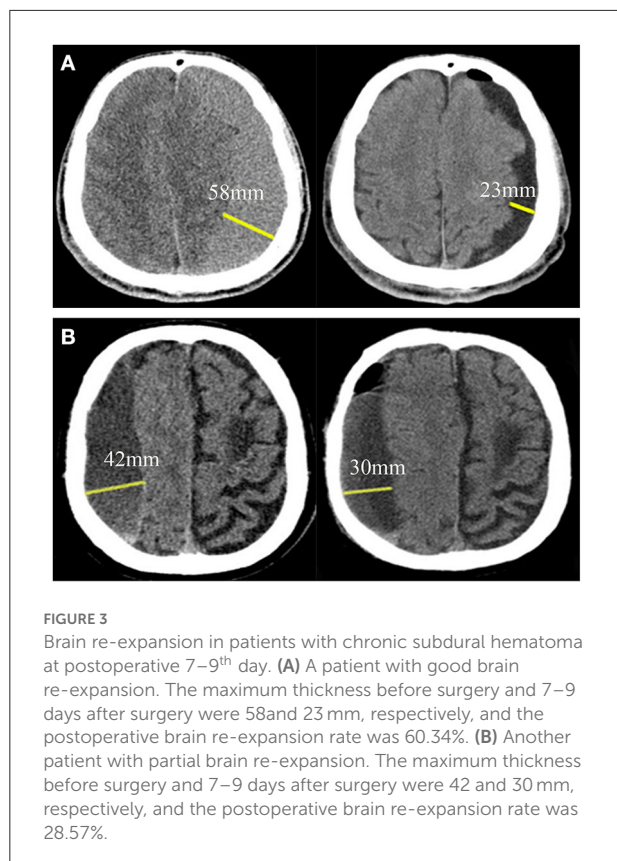 A
58mm
23mm
B
42mm
30mm
FIGURE 3
Brain re-expansion in patients with chronic subdural hematoma
at postoperative 7–9th day. (A) A patient with good brain
re-expansion. The maximum thickness before surgery and 7–9
days after surgery were 58and 23 mm, respectively, and the
postoperative brain re-expansion rate was 60.34%. (B) Another
patient with partial brain re-expansion. The maximum thickness
before surgery and 7–9 days after surgery were 42 and 30 mm,
respectively, and the postoperative brain re-expansion rate was
28.57%.